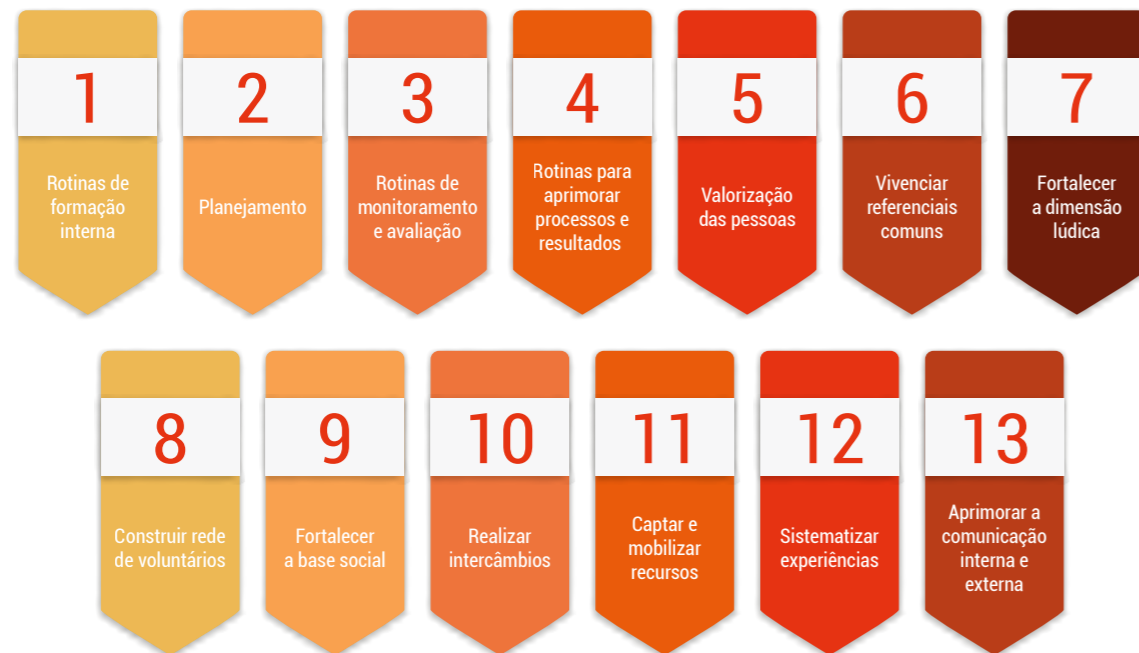 1
Rotinas de
formação
interna
2
Planejamento
3
Rotinas de
monitoramento
e avaliação
4
Rotinas para
aprimorar
processos e
resultados
5
Valorização
das pessoas
6
Vivenciar
referenciais
comuns
7
Fortalecer
a dimensão
lúdica
8
Construir rede
de voluntários
9
Fortalecer
a base social
10
Realizar
intercâmbios
11
Captar e
mobilizar
recursos
12
Sistematizar
experiências
13
Aprimorar a
comunicação
interna e
externa